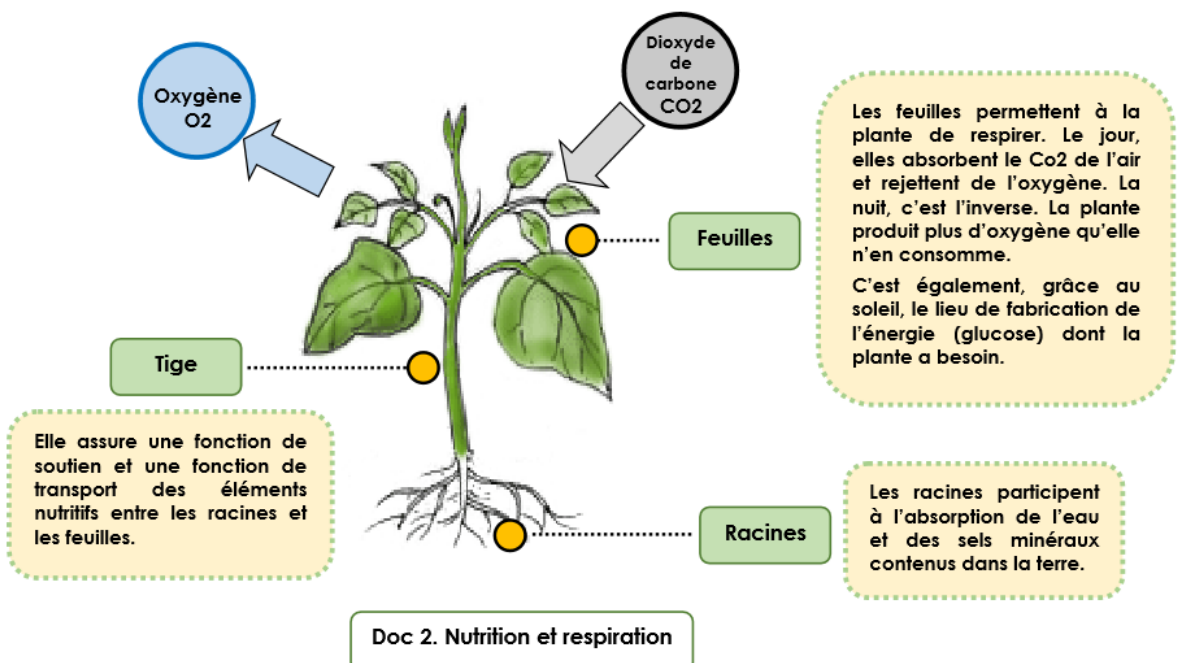 Oxygène
O2
Dioxyde
de
carbone
CO2
Les feuilles permettent à la
plante de respirer. Le jour,
elles absorbent le Co2 de l'air
et rejettent de l'oxygène. La
nuit, c'est l'inverse. La plante
produit plus d'oxygène qu'elle
n'en consomme.
C'est également, grâce au
soleil, le lieu de fabrication de
l'énergie (glucose) dont la
plante a besoin.
Feuilles
Tige
Elle assure une fonction de
soutien et une fonction de
transport des éléments
nutritifs entre les racines et
les feuilles.
Racines
Les racines participent
à l'absorption de l'eau
et des sels minéraux
contenus dans la terre.
Doc 2. Nutrition et respiration